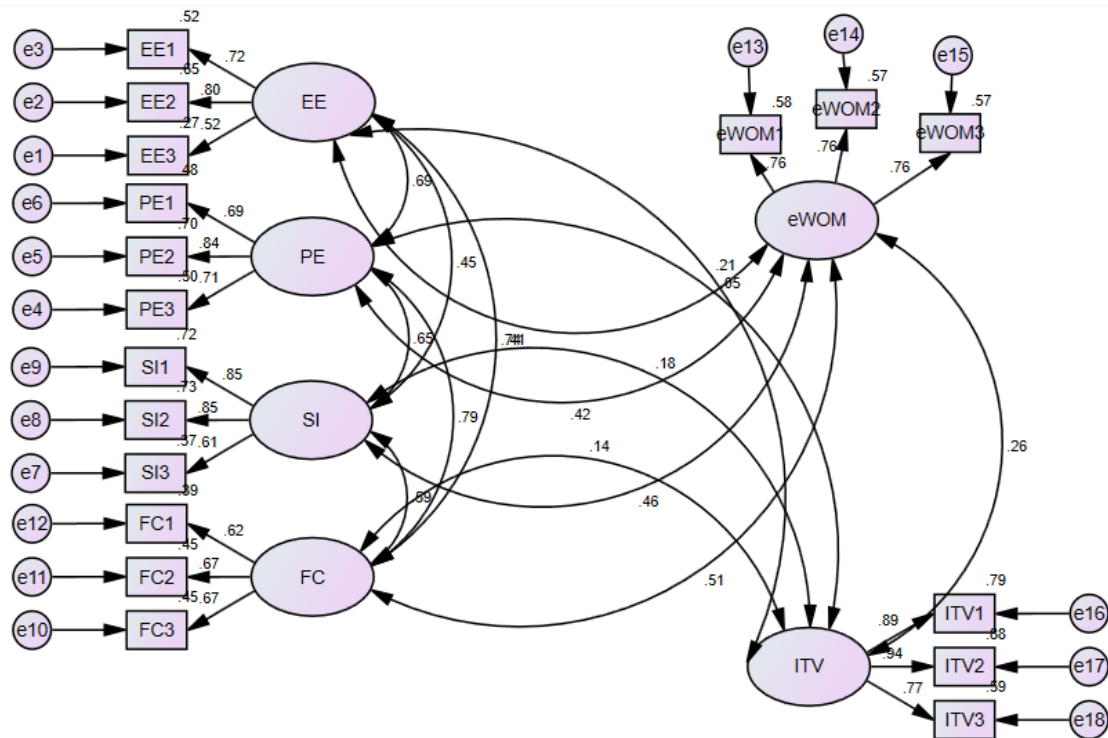 .52
e3 EE1 .72
.65
e2 EE2 .80 EE
.27 .52
e1 EE3
.48
e6 PE1 .69 .69
.70
e5 PE2 .84 PE .45
.50 .71
e4 PE3
.72
e9 SI1 .85 .65
.73
e8 SI2 .85 SI .79
.37 .61
e7 SI3
.39
e12 FC1 .62 .59
.45
e11 FC2 .67 FC
.45 .67
e10 FC3
e13 e14 e15
.58 .57 .57
eWOM1 eWOM2 eWOM3
.76 .76 .76
eWOM
.21
.05
.18
.42
.14
.46
.26
.51
.79
.89 ITV1 e16
.88
ITV .94 ITV2 e17
.59
.77 ITV3 e18